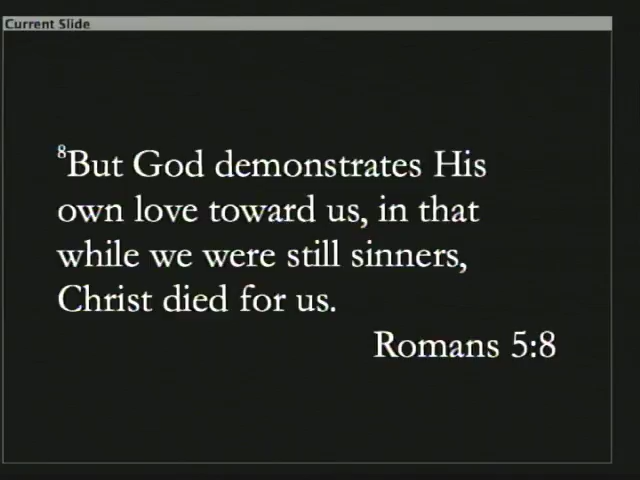 Current Slide
⁸But God demonstrates His
own love toward us, in that
while we were still sinners,
Christ died for us.
Romans 5:8